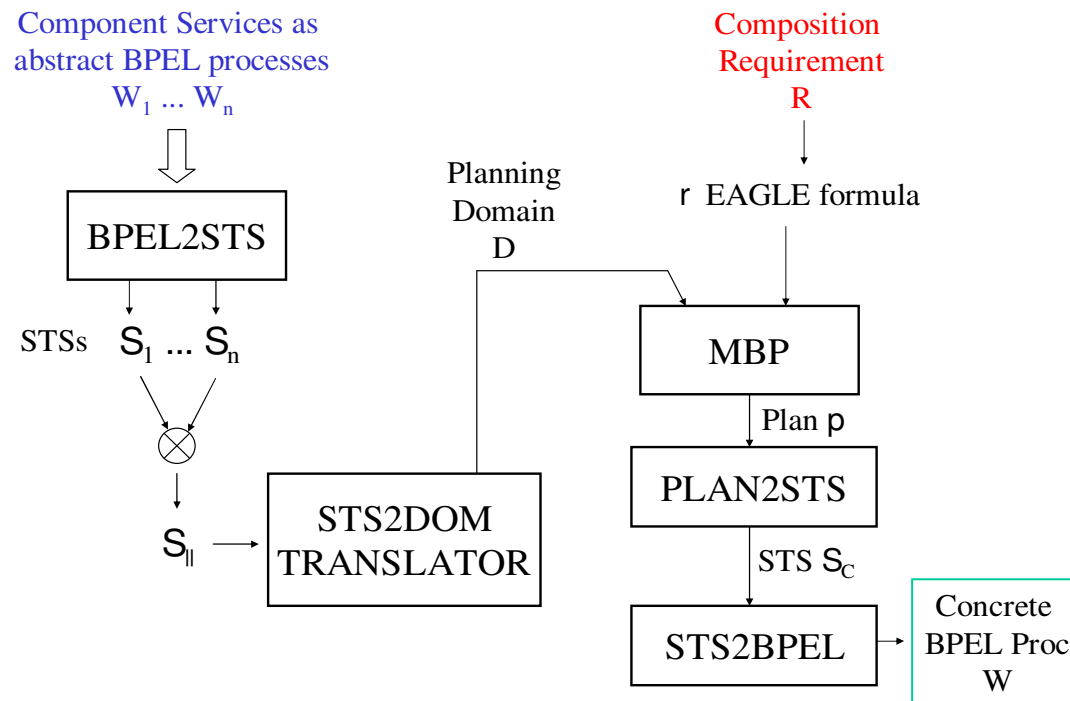 Component Services as
abstract BPEL processes
W1 ... Wn
BPEL2STS
STSs S1 ... Sn
S||
STS2DOM
TRANSLATOR
Planning
Domain
D
Composition
Requirement
R
r EAGLE formula
MBP
Plan p
PLAN2STS
STS SC
STS2BPEL
Concrete
BPEL Proc
W